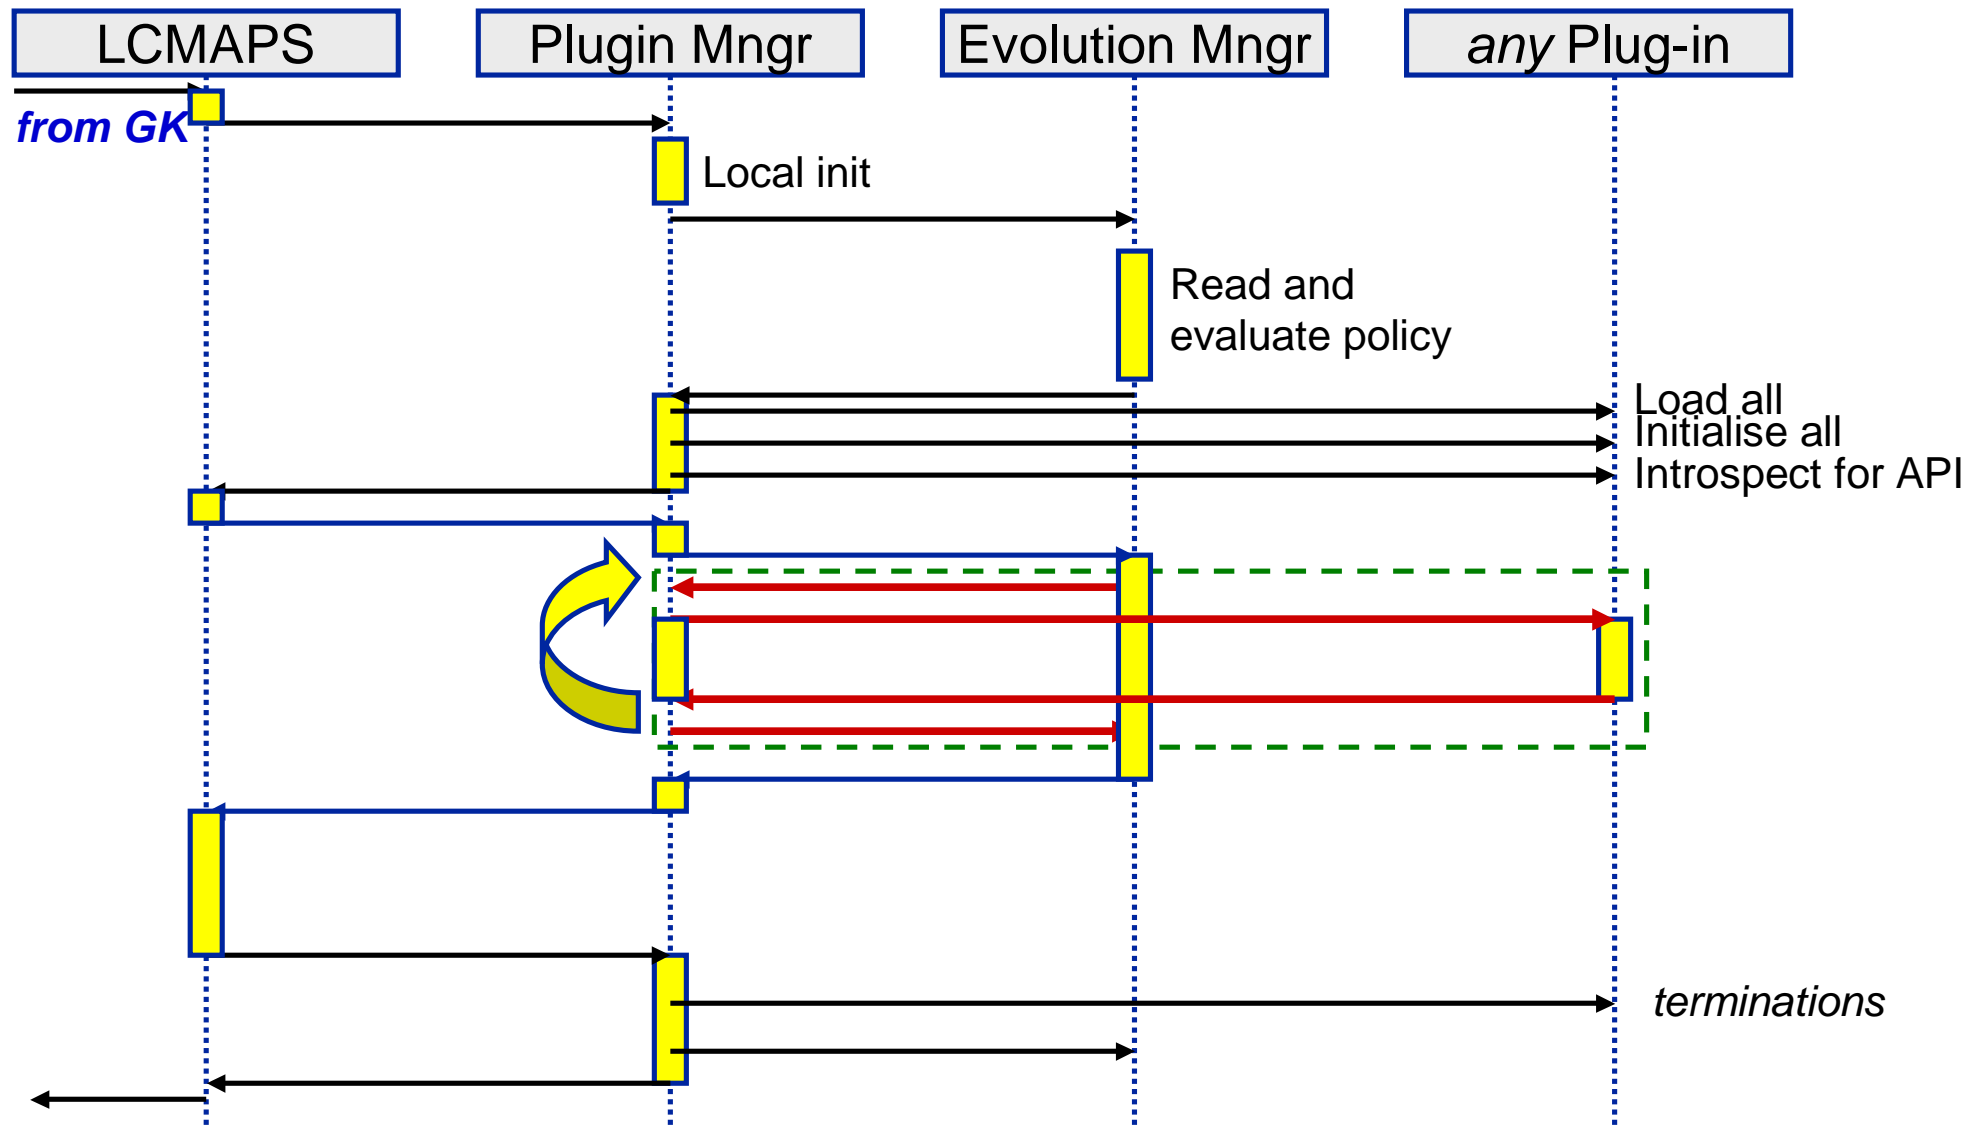 LCMAPS
Plugin Mngr
Evolution Mngr
any Plug-in
from GK
Local init
Read and
evaluate policy
Load all
Initialise all
Introspect for API
terminations